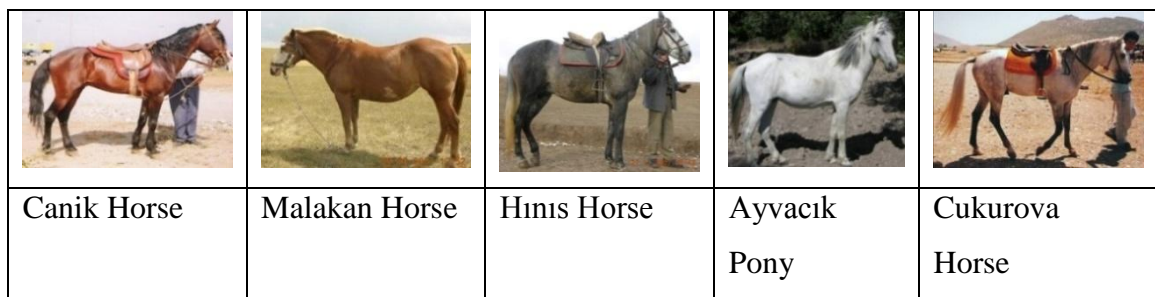 Canik Horse
Malakan Horse
Hınıs Horse
Ayvacık
Pony
Cukurova
Horse